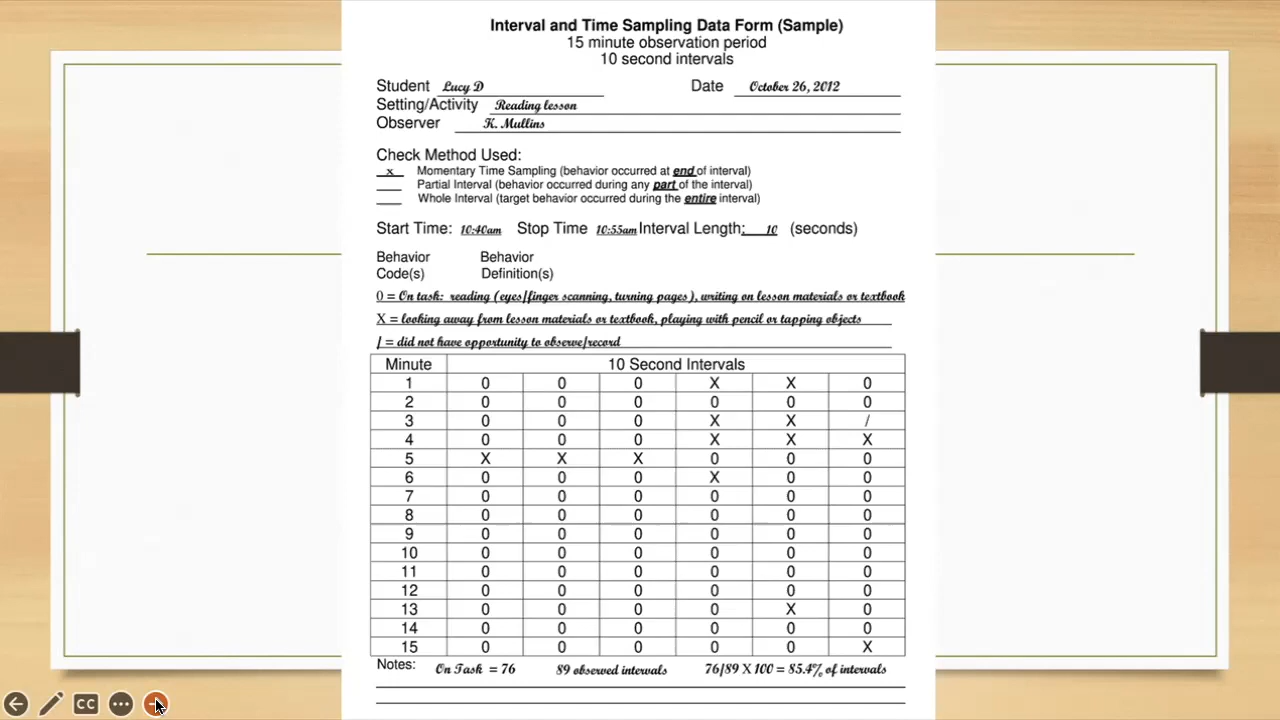 Interval and Time Sampling Data Form (Sample)
15 minute observation period
10 second intervals
Student Lucy D Date October 26, 2012
Setting/Activity Reading lesson
Observer K. Mullins
Check Method Used:
x Momentary Time Sampling (behavior occurred at end of interval)
Partial Interval (behavior occurred during any part of the interval)
Whole Interval (target behavior occurred during the entire interval)
Start Time: 10:40am Stop Time 10:55am Interval Length: 10 (seconds)
Behavior Behavior
Code(s) Definition(s)
0 = On task: reading (eyes/finger scanning, turning pages), writing on lesson materials or textbook
X = looking away from lesson materials or textbook, playing with pencil or tapping objects
/ = did not have opportunity to observe/record
Minute 10 Second Intervals
1 0 0 0 X X 0
2 0 0 0 0 0 0
3 0 0 0 X X /
4 0 0 0 X X X
5 X X X 0 0 0
6 0 0 0 X 0 0
7 0 0 0 0 0 0
8 0 0 0 0 0 0
9 0 0 0 0 0 0
10 0 0 0 0 0 0
11 0 0 0 0 0 0
12 0 0 0 0 0 0
13 0 0 0 0 X 0
14 0 0 0 0 0 0
15 0 0 0 0 0 X
Notes: On Task = 76 89 observed intervals 76/89 X 100 = 85.4% of intervals
CC